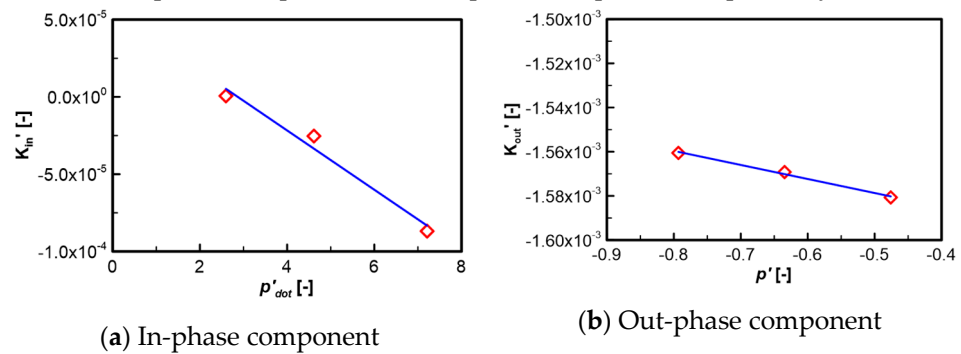 5.0x10⁻⁵
0.0x10⁰
-5.0x10⁻⁵
-1.0x10⁻⁴
K_in' [-]
0 2 4 6 8
p'_dot [-]
(a) In-phase component
-1.50x10⁻³
-1.52x10⁻³
-1.54x10⁻³
-1.56x10⁻³
-1.58x10⁻³
-1.60x10⁻³
K_out' [-]
-0.9 -0.8 -0.7 -0.6 -0.5 -0.4
p' [-]
(b) Out-phase component